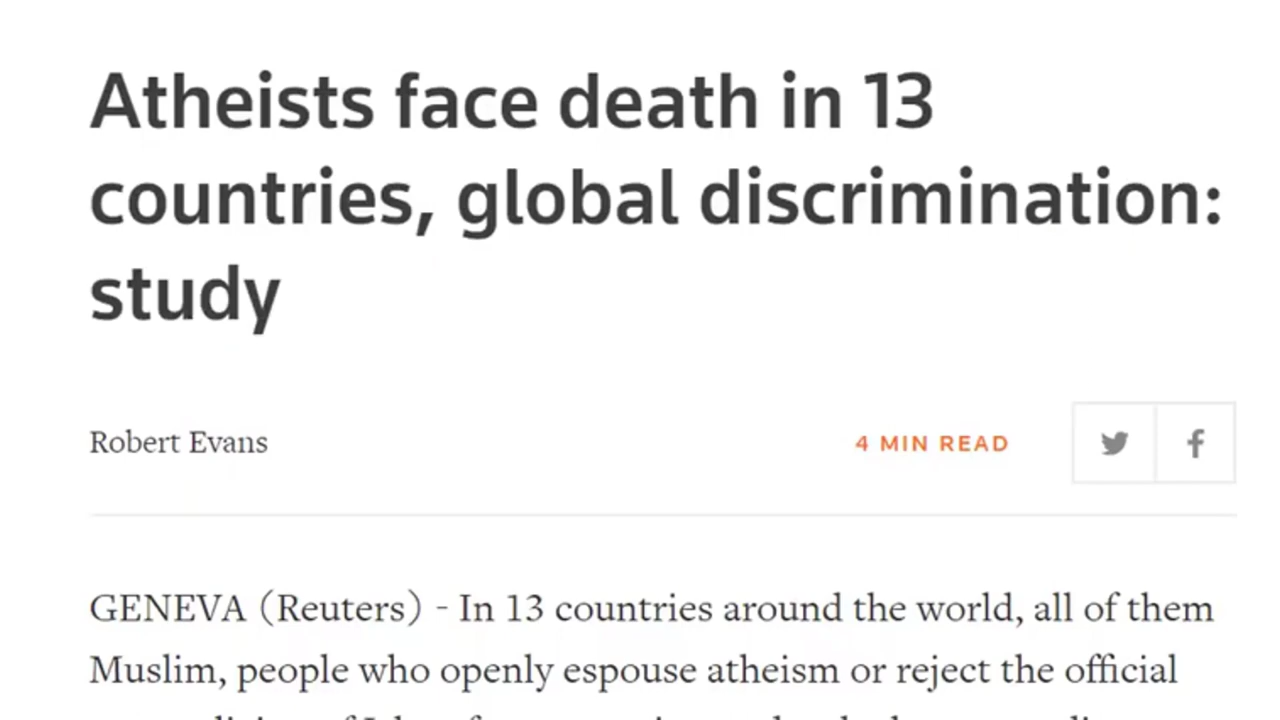 Atheists face death in 13
countries, global discrimination:
study
Robert Evans
4 MIN READ
GENEVA (Reuters) - In 13 countries around the world, all of them
Muslim, people who openly espouse atheism or reject the official